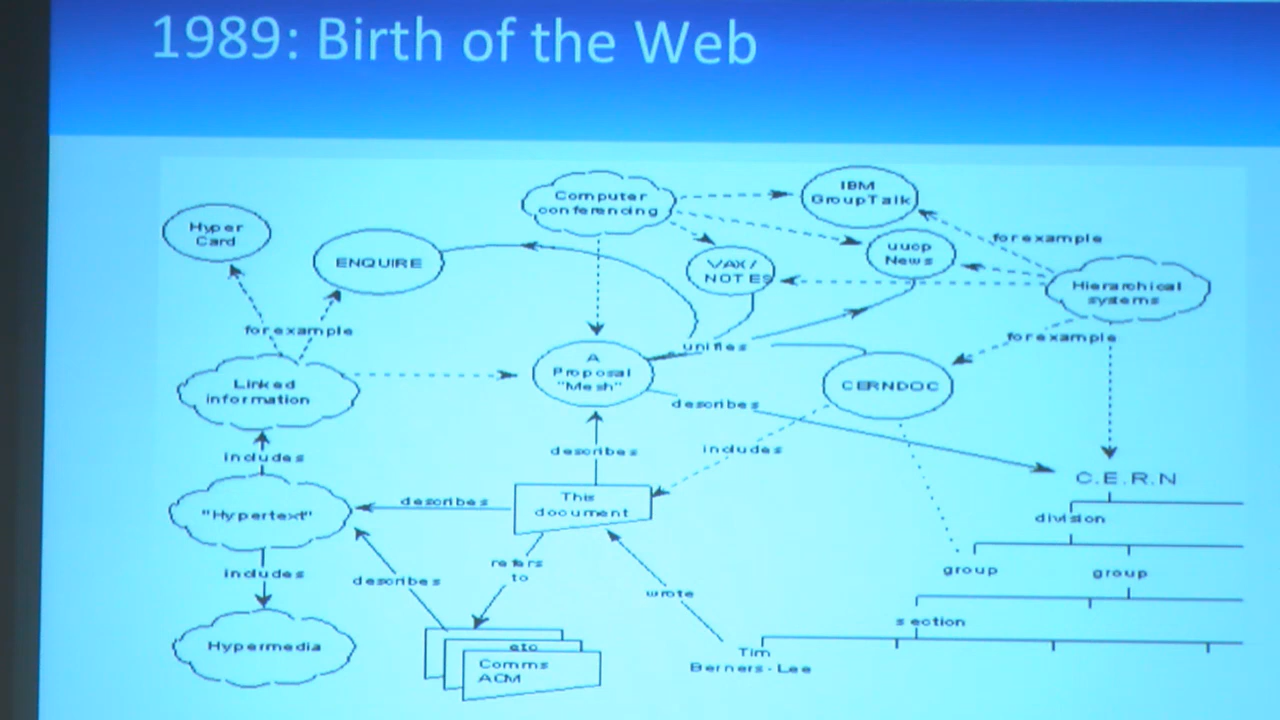 1989: Birth of the Web
Computer
conferencing
IBM
GroupTalk
Hyper
Card
ENQUIRE
VAX/
NOTES
uucp
News
for example
Hierarchical
systems
for example
for example
unifies
A
Proposal
"Mesh"
CERNDOC
Linked
information
describes
includes
includes
describes
C.E.R.N
describes
This
document
"Hypertext"
division
includes
describes
refers
to
group
group
wrote
section
Hypermedia
etc
Comms
ACM
Tim
Berners-Lee